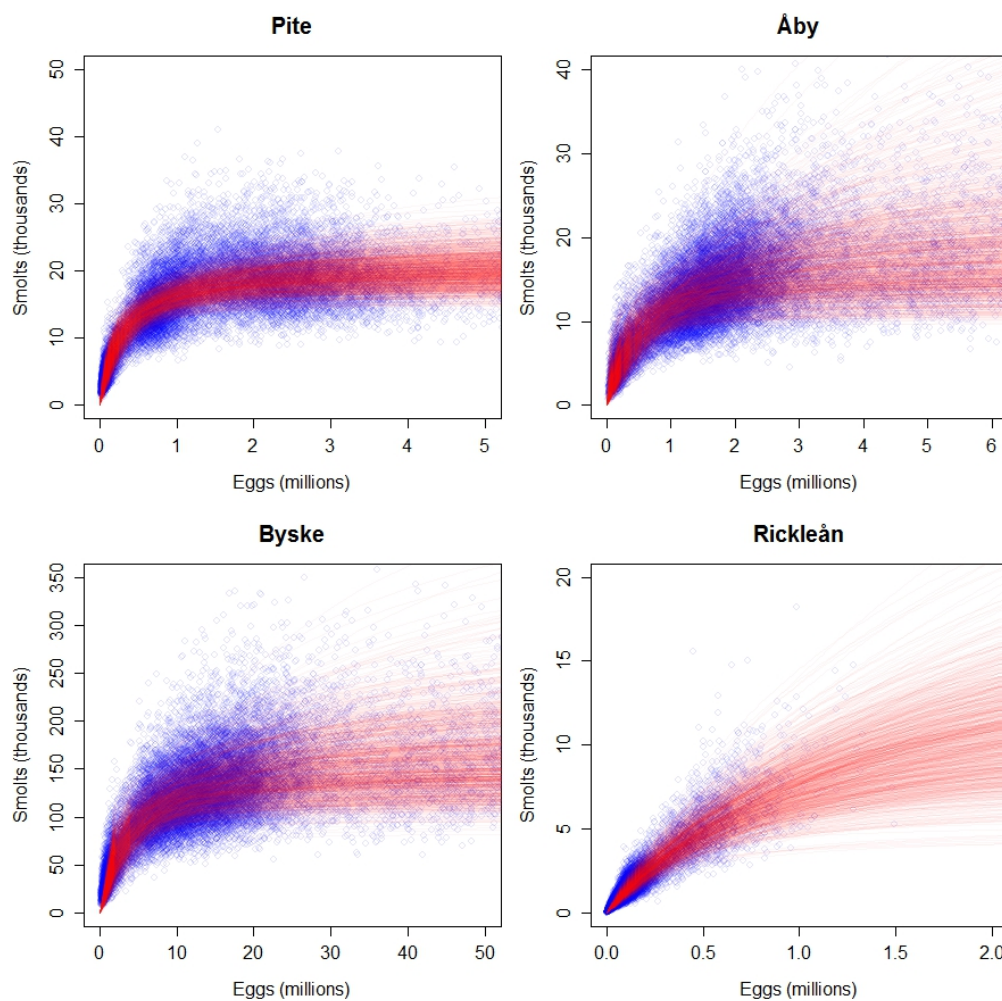 Pite
Smolts (thousands)
50
40
30
20
10
0
0 1 2 3 4 5
Eggs (millions)
Åby
Smolts (thousands)
40
30
20
10
0
0 1 2 3 4 5 6
Eggs (millions)
Byske
Smolts (thousands)
350
300
250
200
150
100
50
0
0 10 20 30 40 50
Eggs (millions)
Rickleån
Smolts (thousands)
20
15
10
5
0
0.0 0.5 1.0 1.5 2.0
Eggs (millions)